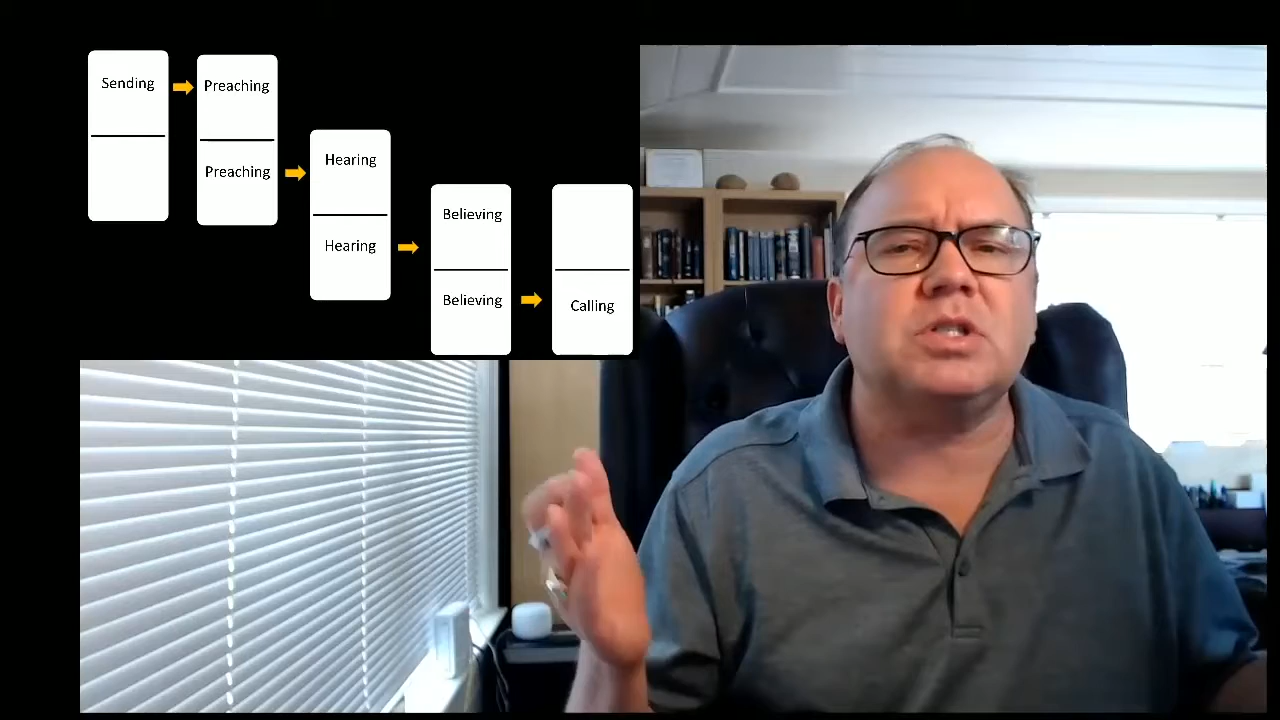 Sending
Preaching
Preaching
Hearing
Hearing
Believing
Believing
Calling